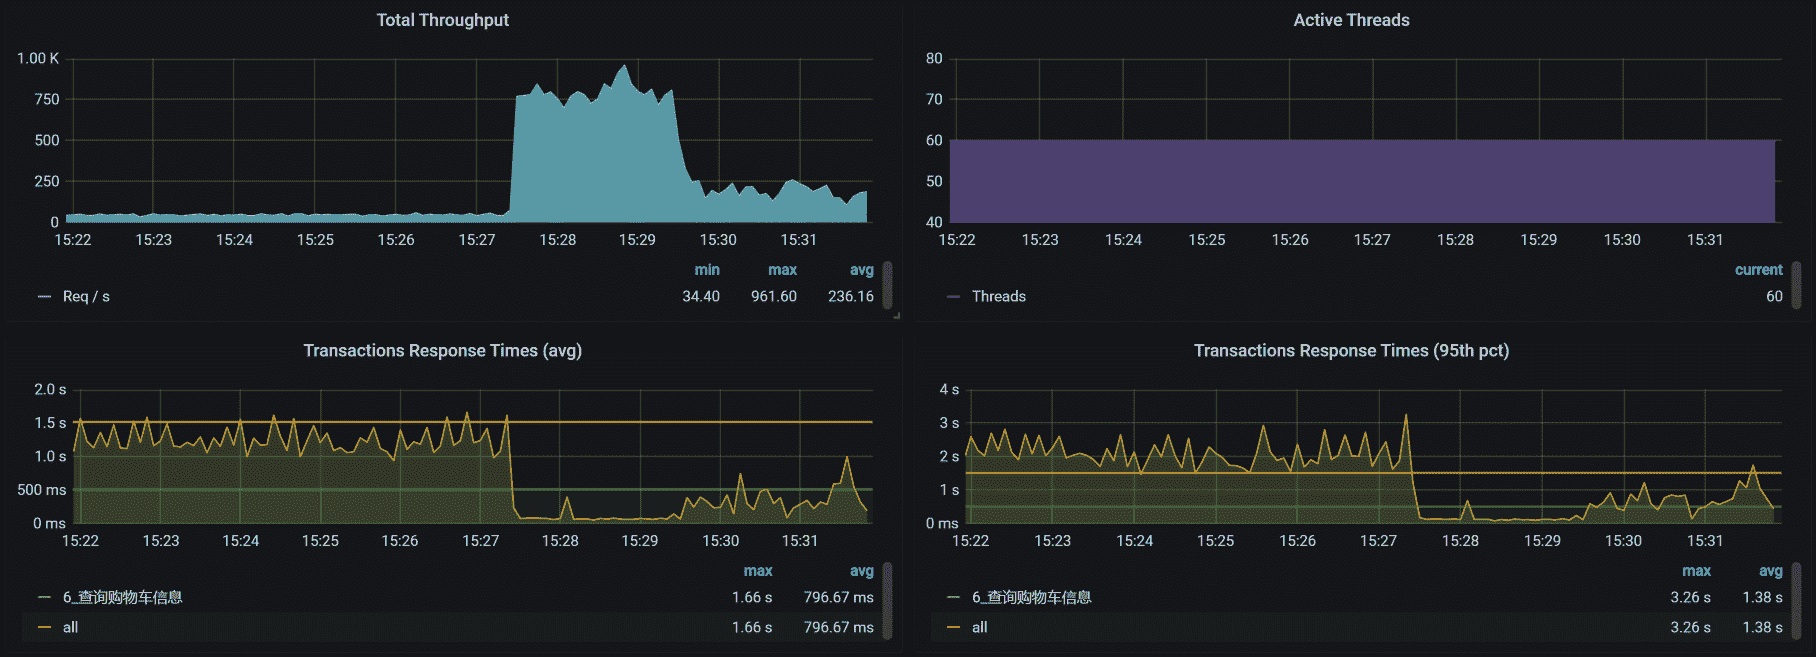 Total Throughput
1.00 K
750
500
250
0
15:22 15:23 15:24 15:25 15:26 15:27 15:28 15:29 15:30 15:31
min max avg
Req / s 34.40 961.60 236.16
Active Threads
80
70
60
50
40
15:22 15:23 15:24 15:25 15:26 15:27 15:28 15:29 15:30 15:31
current
Threads 60
Transactions Response Times (avg)
2.0 s
1.5 s
1.0 s
500 ms
0 ms
15:22 15:23 15:24 15:25 15:26 15:27 15:28 15:29 15:30 15:31
max avg
6_查询购物车信息 1.66 s 796.67 ms
all 1.66 s 796.67 ms
Transactions Response Times (95th pct)
4 s
3 s
2 s
1 s
0 ms
15:22 15:23 15:24 15:25 15:26 15:27 15:28 15:29 15:30 15:31
max avg
6_查询购物车信息 3.26 s 1.38 s
all 3.26 s 1.38 s